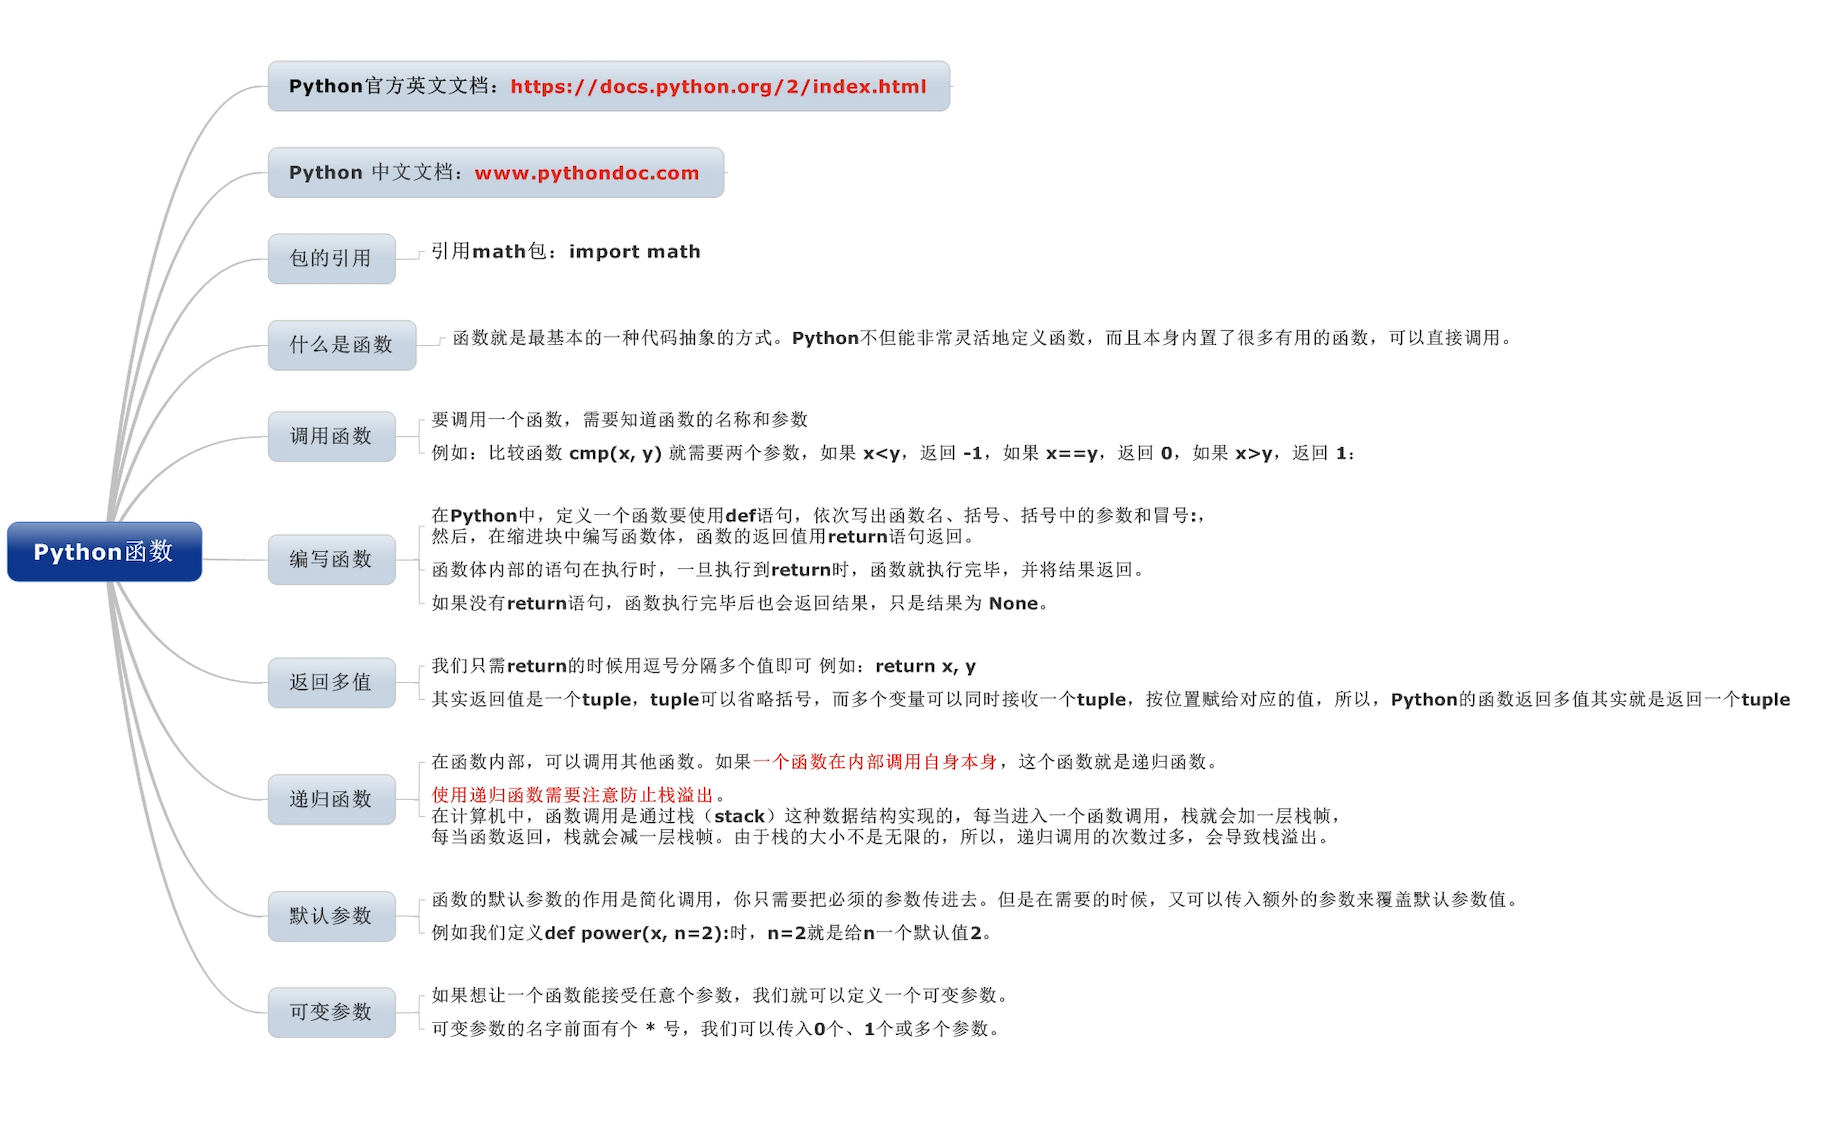 Python官方英文文档：https://docs.python.org/2/index.html
Python 中文文档：www.pythondoc.com
包的引用
引用math包：import math
什么是函数
函数就是最基本的一种代码抽象的方式。Python不但能非常灵活地定义函数，而且本身内置了很多有用的函数，可以直接调用。
调用函数
要调用一个函数，需要知道函数的名称和参数
例如：比较函数 cmp(x, y) 就需要两个参数，如果 x<y，返回 -1，如果 x==y，返回 0，如果 x>y，返回 1：
Python函数
编写函数
在Python中，定义一个函数要使用def语句，依次写出函数名、括号、括号中的参数和冒号:，
然后，在缩进块中编写函数体，函数的返回值用return语句返回。
函数体内部的语句在执行时，一旦执行到return时，函数就执行完毕，并将结果返回。
如果没有return语句，函数执行完毕后也会返回结果，只是结果为 None。
返回多值
我们只需return的时候用逗号分隔多个值即可 例如：return x, y
其实返回值是一个tuple，tuple可以省略括号，而多个变量可以同时接收一个tuple，按位置赋给对应的值，所以，Python的函数返回多值其实就是返回一个tuple
递归函数
在函数内部，可以调用其他函数。如果一个函数在内部调用自身本身，这个函数就是递归函数。
使用递归函数需要注意防止栈溢出。
在计算机中，函数调用是通过栈（stack）这种数据结构实现的，每当进入一个函数调用，栈就会加一层栈帧，
每当函数返回，栈就会减一层栈帧。由于栈的大小不是无限的，所以，递归调用的次数过多，会导致栈溢出。
默认参数
函数的默认参数的作用是简化调用，你只需要把必须的参数传进去。但是在需要的时候，又可以传入额外的参数来覆盖默认参数值。
例如我们定义def power(x, n=2):时，n=2就是给n一个默认值2。
可变参数
如果想让一个函数能接受任意个参数，我们就可以定义一个可变参数。
可变参数的名字前面有个 * 号，我们可以传入0个、1个或多个参数。